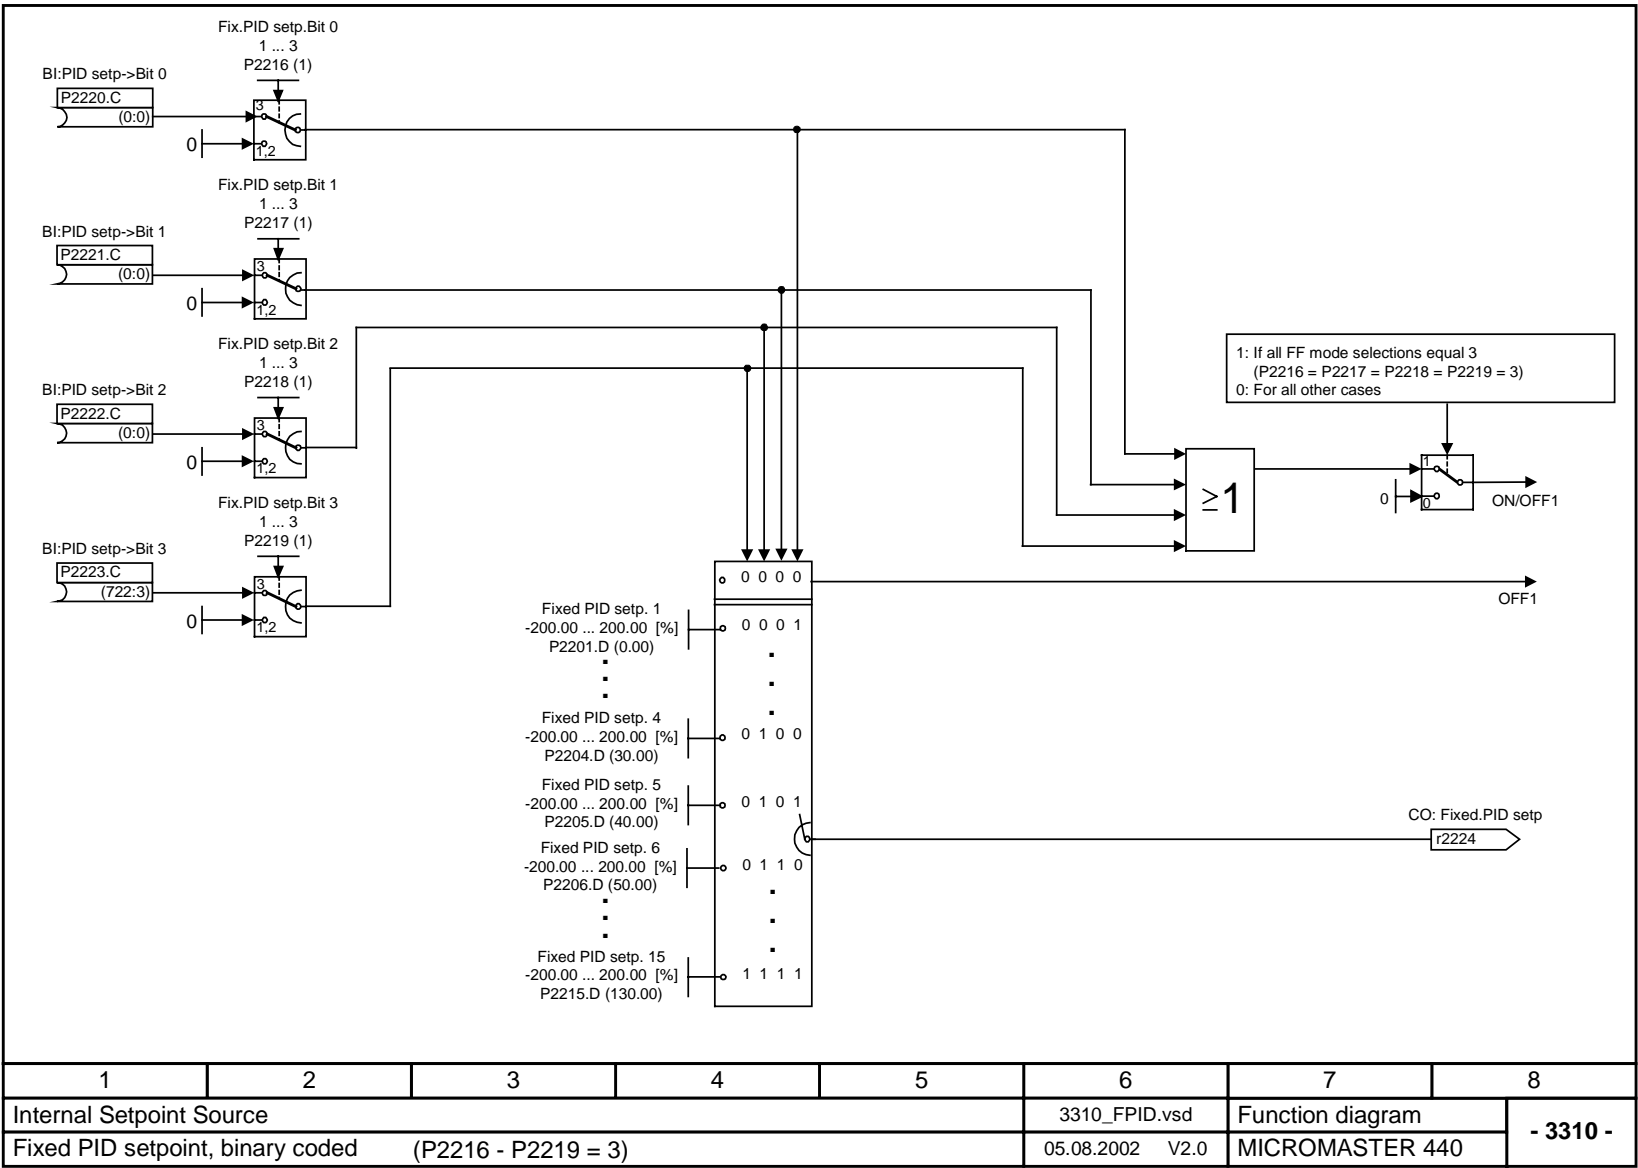 Fix.PID setp.Bit 0
1 ... 3
P2216 (1)
BI:PID setp->Bit 0
P2220.C
(0:0)
3
0
1,2
Fix.PID setp.Bit 1
1 ... 3
P2217 (1)
BI:PID setp->Bit 1
P2221.C
(0:0)
3
0
1,2
Fix.PID setp.Bit 2
1 ... 3
P2218 (1)
BI:PID setp->Bit 2
P2222.C
(0:0)
3
0
1,2
Fix.PID setp.Bit 3
1 ... 3
P2219 (1)
BI:PID setp->Bit 3
P2223.C
(722:3)
3
0
1,2
1: If all FF mode selections equal 3
(P2216 = P2217 = P2218 = P2219 = 3)
0: For all other cases
≥1
1
0
0
ON/OFF1
0 0 0 0
OFF1
Fixed PID setp. 1
-200.00 ... 200.00 [%]
P2201.D (0.00)
0 0 0 1
Fixed PID setp. 4
-200.00 ... 200.00 [%]
P2204.D (30.00)
0 1 0 0
Fixed PID setp. 5
-200.00 ... 200.00 [%]
P2205.D (40.00)
0 1 0 1
Fixed PID setp. 6
-200.00 ... 200.00 [%]
P2206.D (50.00)
0 1 1 0
Fixed PID setp. 15
-200.00 ... 200.00 [%]
P2215.D (130.00)
1 1 1 1
CO: Fixed.PID setp
r2224
1 2 3 4 5 6 7 8
Internal Setpoint Source
3310_FPID.vsd
Function diagram
- 3310 -
Fixed PID setpoint, binary coded (P2216 - P2219 = 3)
05.08.2002 V2.0
MICROMASTER 440